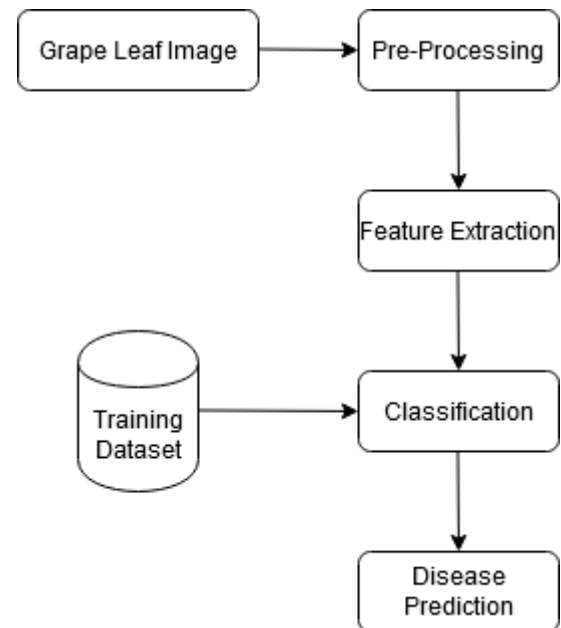 Grape Leaf Image
Pre-Processing
Feature Extraction
Training
Dataset
Classification
Disease
Prediction